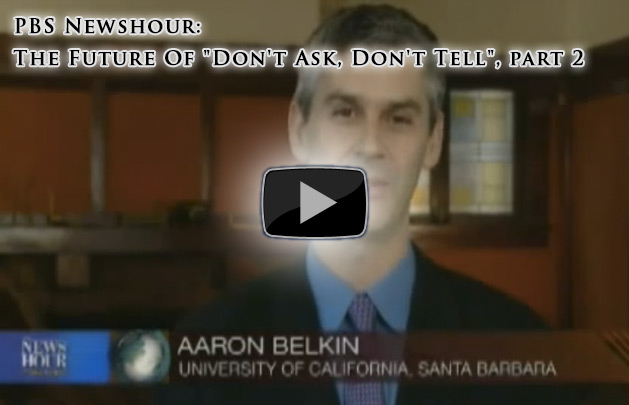 PBS Newshour:
The Future Of "Don't Ask, Don't Tell", part 2
NEWS
HOUR
AARON BELKIN
UNIVERSITY OF CALIFORNIA, SANTA BARBARA